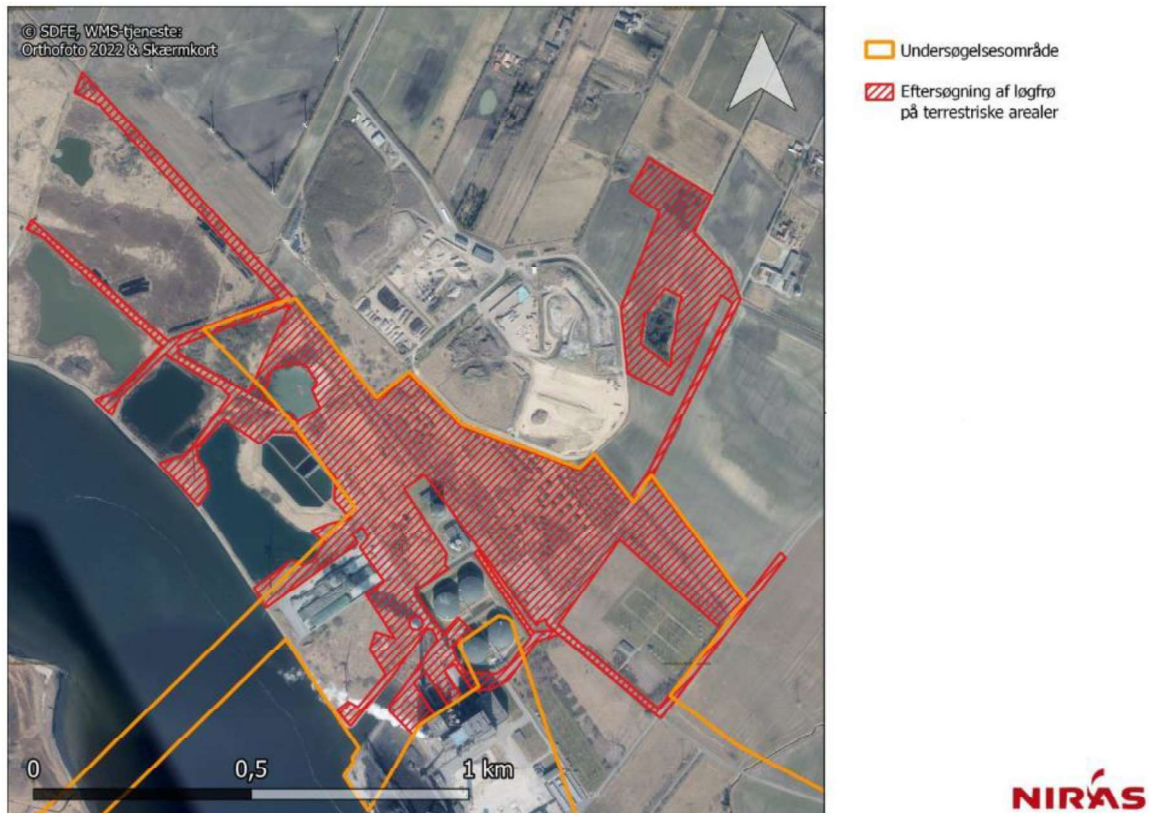 © SDFE, WMS-tjeneste:
Orthofoto 2022 & Skærmkort
Undersøgelsesområde
Eftersøgning af løgfrø
på terrestriske arealer
0
0,5
1 km
NIRAS